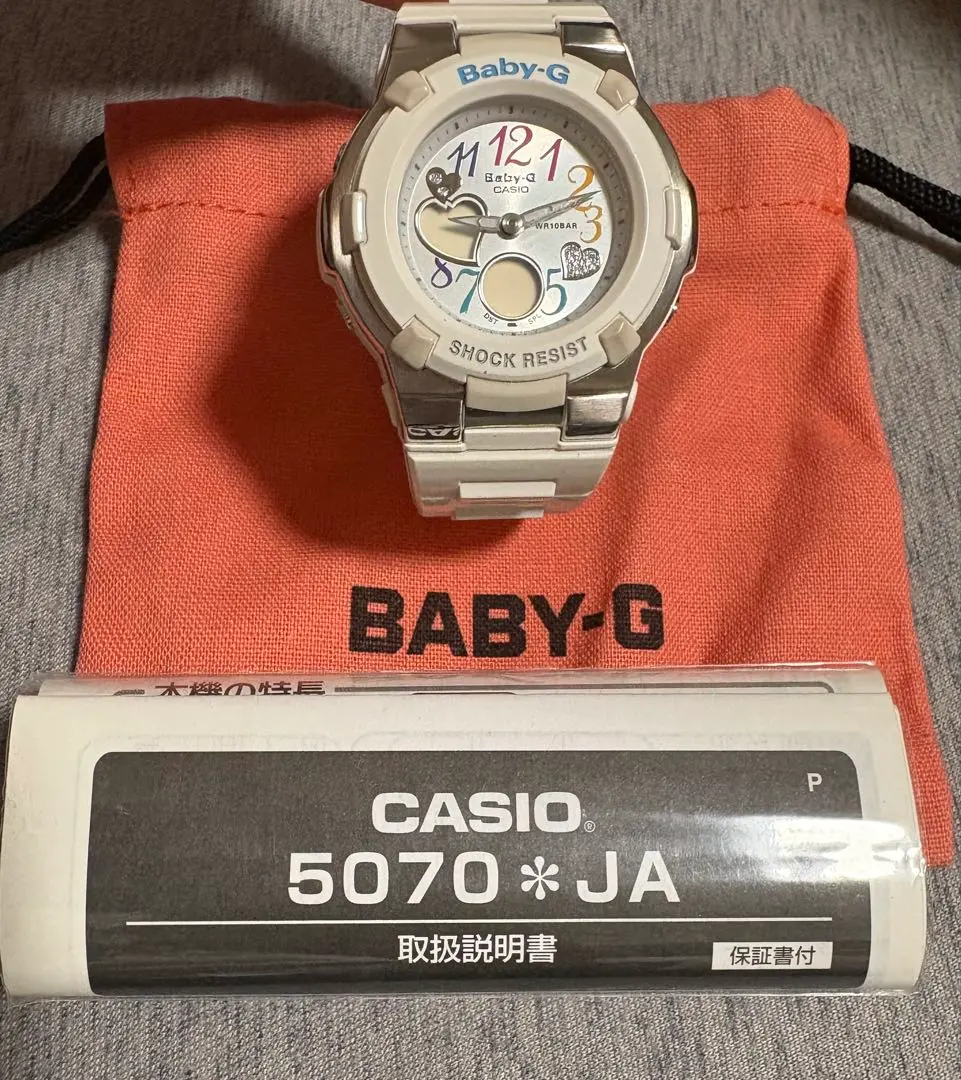 Baby-G
11 12 1
2
Baby-G
CASIO
3
WR10BAR
8 7 5
DST SPL
SHOCK RESIST
BABY-G
本機の特長
P
CASIO®
5070＊JA
取扱説明書
保証書付